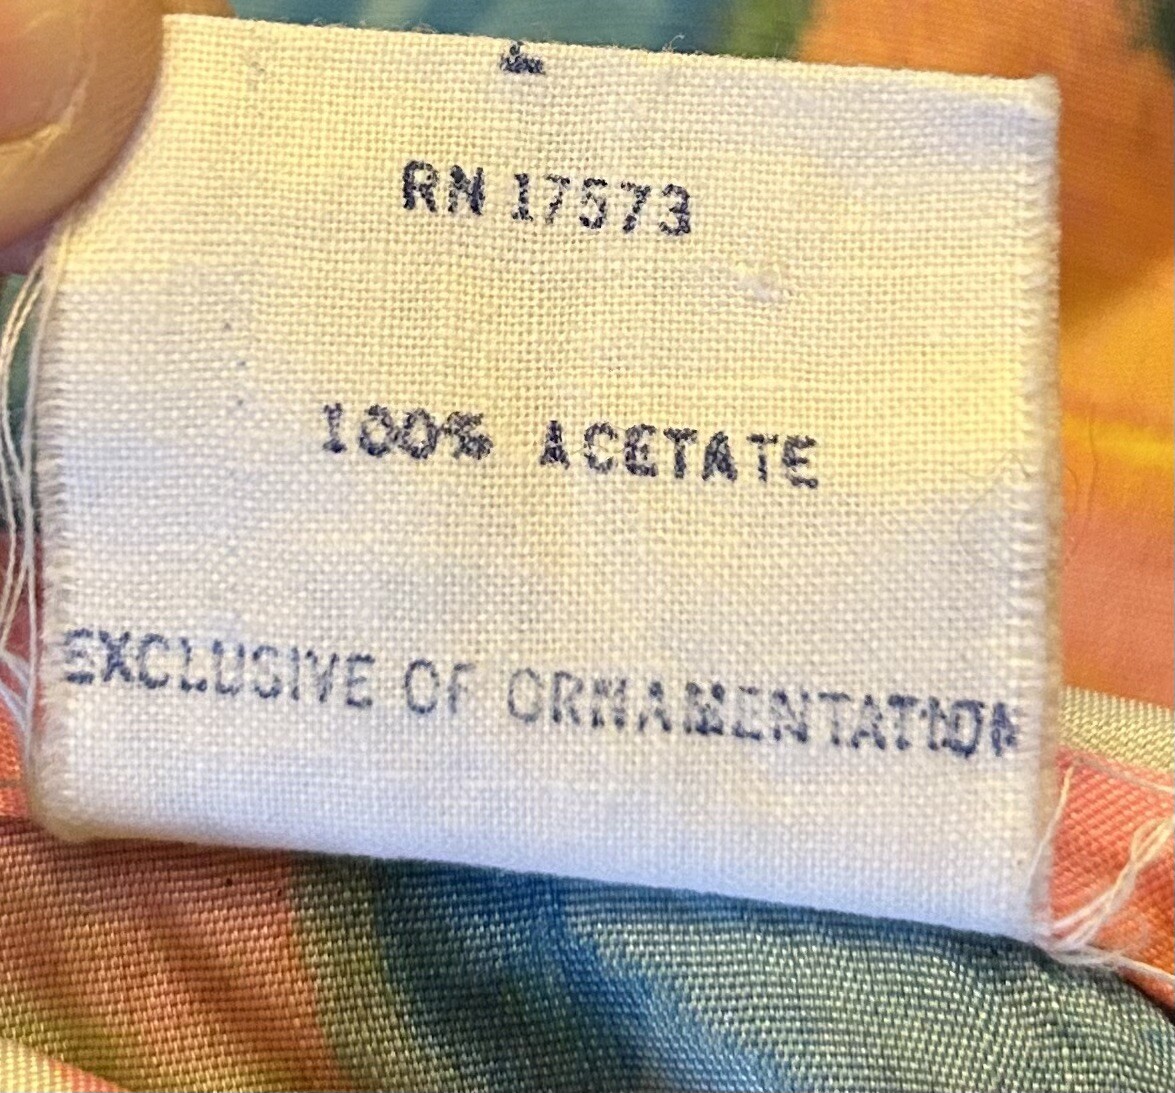 RN 17573
100% ACETATE
EXCLUSIVE OF ORNAMENTATION